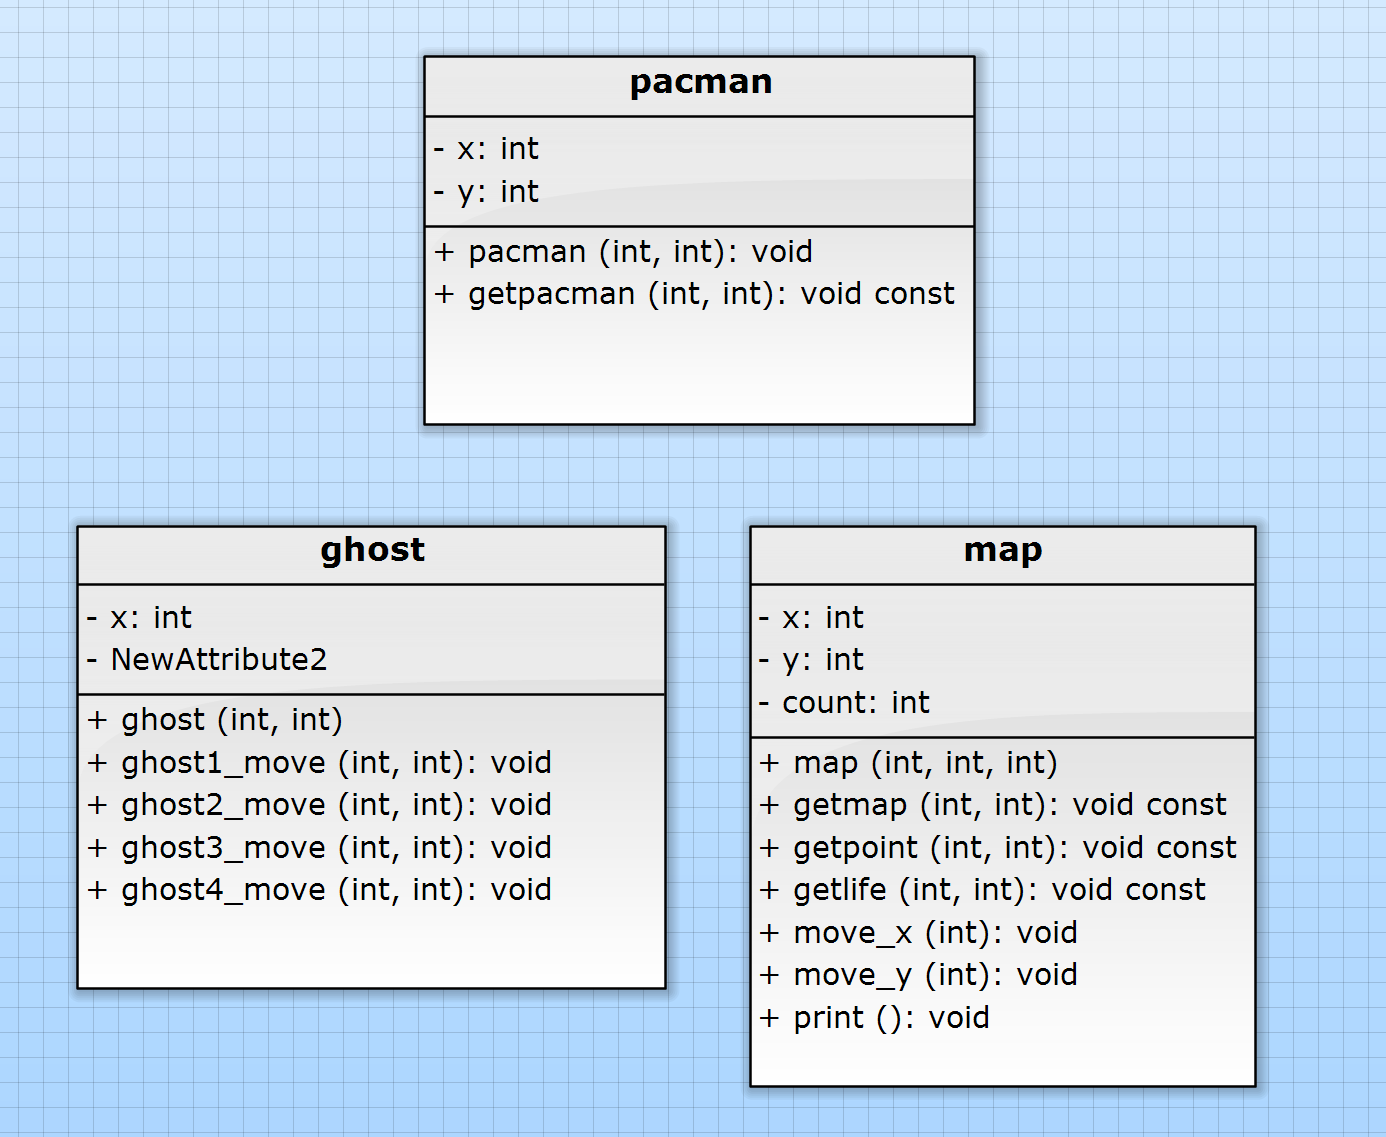 pacman
- x: int
- y: int
+ pacman (int, int): void
+ getpacman (int, int): void const
ghost
- x: int
- NewAttribute2
+ ghost (int, int)
+ ghost1_move (int, int): void
+ ghost2_move (int, int): void
+ ghost3_move (int, int): void
+ ghost4_move (int, int): void
map
- x: int
- y: int
- count: int
+ map (int, int, int)
+ getmap (int, int): void const
+ getpoint (int, int): void const
+ getlife (int, int): void const
+ move_x (int): void
+ move_y (int): void
+ print (): void